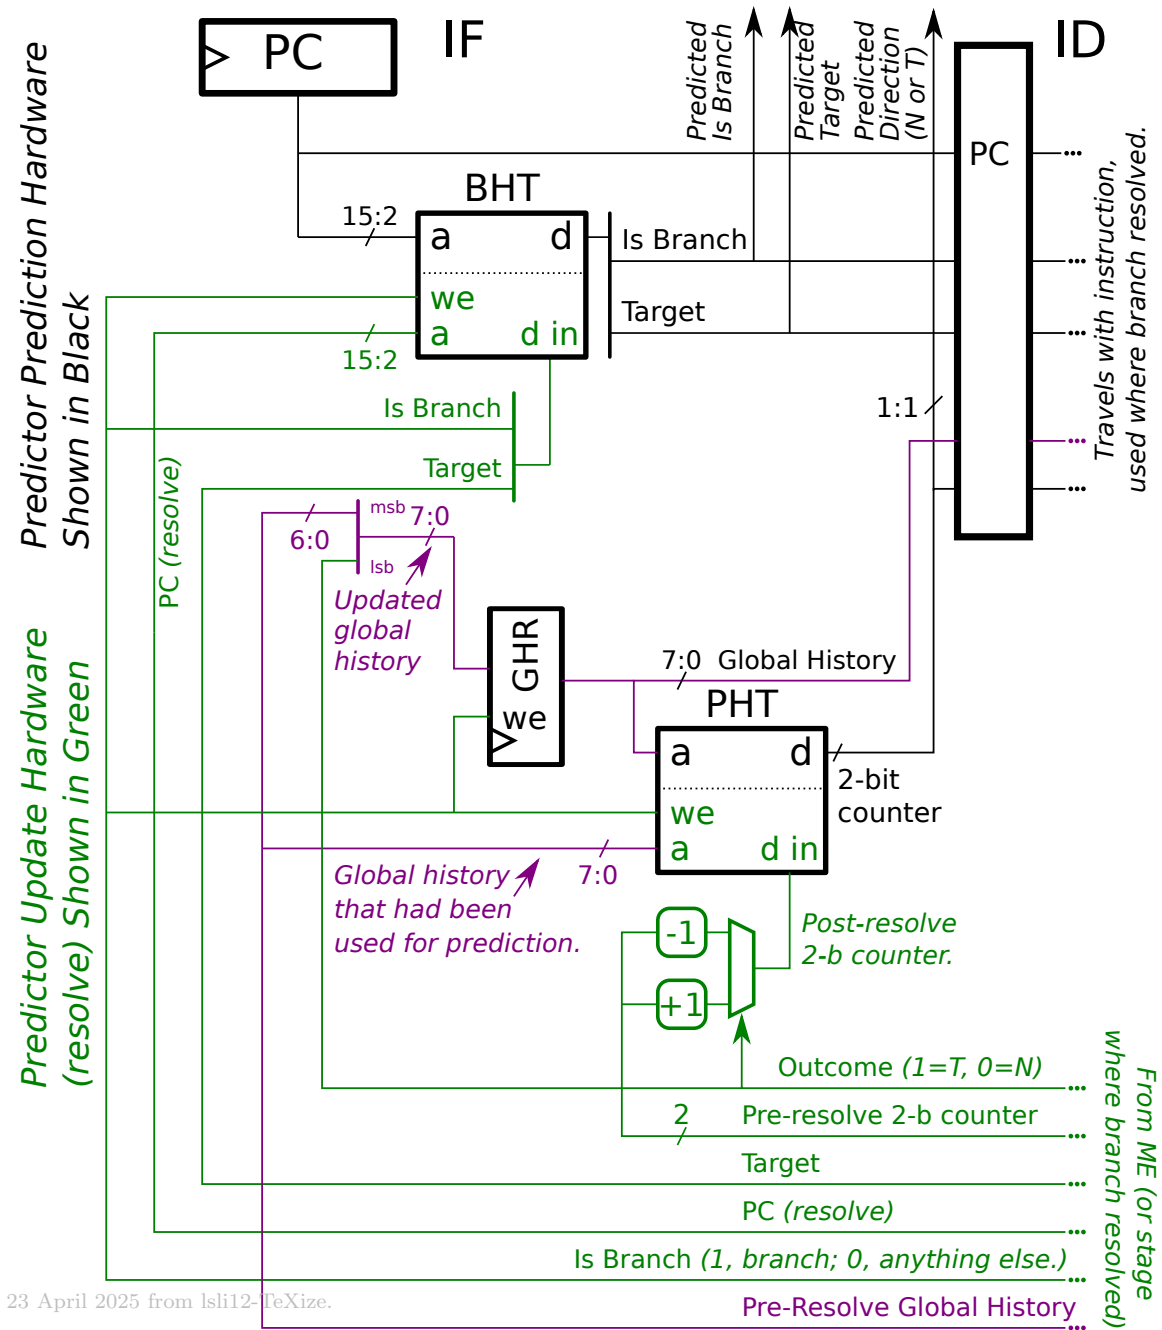 PC
IF
ID
Predicted
Is Branch
Predicted
Target
Predicted
Direction
(N or T)
Predictor Prediction Hardware
Shown in Black
PC
Travels with instruction,
used where branch resolved.
BHT
15:2
a
d
we
a
d in
15:2
Is Branch
Target
1:1
Is Branch
Target
PC (resolve)
msb
7:0
6:0
lsb
Updated
global
history
GHR
we
7:0 Global History
PHT
a
d
we
a
d in
2-bit
counter
Predictor Update Hardware
(resolve) Shown in Green
Global history
that had been
used for prediction.
7:0
-1
+1
Post-resolve
2-b counter.
Outcome (1=T, 0=N)
2
Pre-resolve 2-b counter
Target
PC (resolve)
Is Branch (1, branch; 0, anything else.)
Pre-Resolve Global History
From ME (or stage
where branch resolved)
23 April 2025 from lsli12-TeXize.